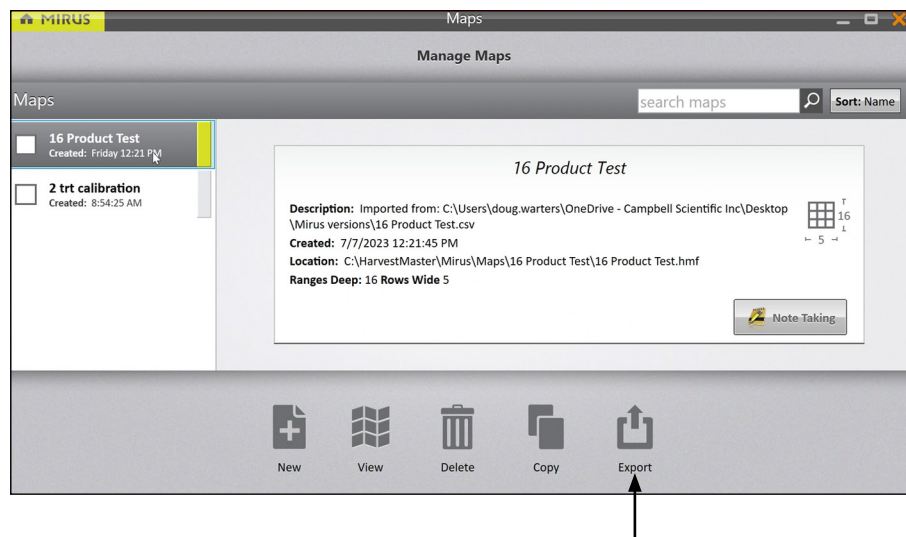 MIRUS
Maps
Manage Maps
Maps
search maps
Sort: Name
16 Product Test
Created: Friday 12:21 PM
2 trt calibration
Created: 8:54:25 AM
16 Product Test
Description: Imported from: C:\Users\doug.warters\OneDrive - Campbell Scientific Inc\Desktop
\Mirus versions\16 Product Test.csv
Created: 7/7/2023 12:21:45 PM
Location: C:\HarvestMaster\Mirus\Maps\16 Product Test\16 Product Test.hmf
Ranges Deep: 16 Rows Wide 5
16
5
Note Taking
New
View
Delete
Copy
Export